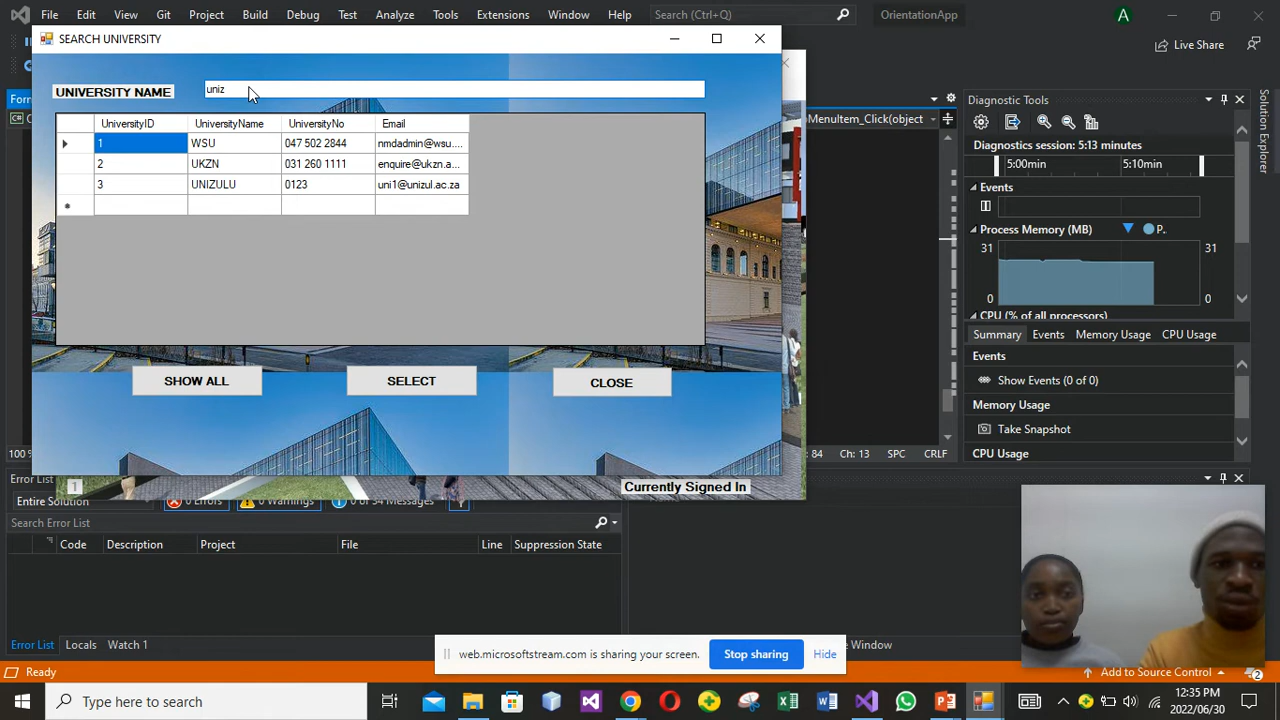 File Edit View Git Project Build Debug Test Analyze Tools Extensions Window Help Search (Ctrl+Q) OrientationApp A
Live Share
SEARCH UNIVERSITY
UNIVERSITY NAME uniz
UniversityID UniversityName UniversityNo Email
1 WSU 047 502 2844 nmdadmin@wsu....
2 UKZN 031 260 1111 enquire@ukzn.a...
3 UNIZULU 0123 uni1@unizul.ac.za
SHOW ALL SELECT CLOSE
1 Currently Signed In
MenuItem_Click(object
Diagnostic Tools
Diagnostics session: 5:13 minutes
5:00min 5:10min
Events
Process Memory (MB) P..
31 31
0 0
CPU (% of all processors)
Summary Events Memory Usage CPU Usage
Events
Show Events (0 of 0)
Memory Usage
Take Snapshot
CPU Usage
Solution Explorer
100 % 84 Ch: 13 SPC CRLF
Error List
Entire Solution 0 Errors 0 Warnings 0 of 34 Messages
Search Error List
Code Description Project File Line Suppression State
Error List Locals Watch 1
web.microsoftstream.com is sharing your screen. Stop sharing Hide
Window
Ready Add to Source Control 2
Type here to search
12:35 PM
2022/06/30